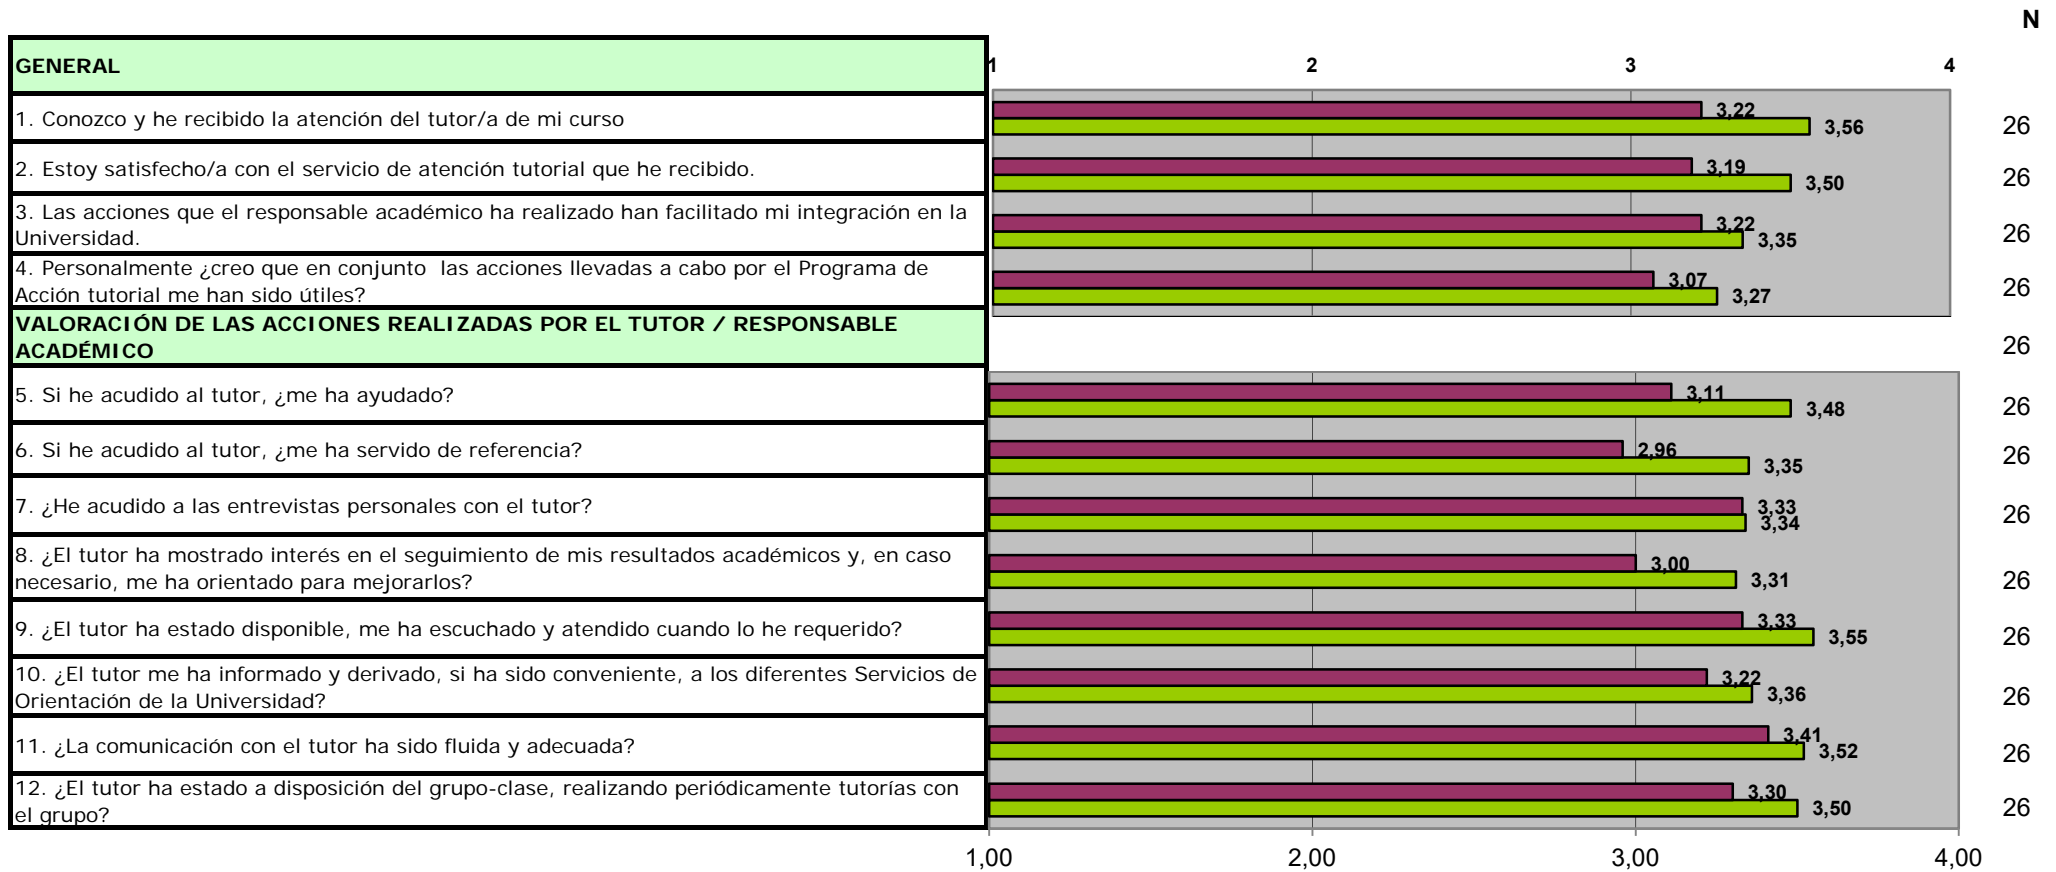 N
GENERAL
1 2 3 4
1. Conozco y he recibido la atención del tutor/a de mi curso
3,22
3,56
26
2. Estoy satisfecho/a con el servicio de atención tutorial que he recibido.
3,19
3,50
26
3. Las acciones que el responsable académico ha realizado han facilitado mi integración en la
Universidad.
3,22
3,35
26
4. Personalmente ¿creo que en conjunto  las acciones llevadas a cabo por el Programa de
Acción tutorial me han sido útiles?
3,07
3,27
26
VALORACIÓN DE LAS ACCIONES REALIZADAS POR EL TUTOR / RESPONSABLE
ACADÉMICO
26
5. Si he acudido al tutor, ¿me ha ayudado?
3,11
3,48
26
6. Si he acudido al tutor, ¿me ha servido de referencia?
2,96
3,35
26
7. ¿He acudido a las entrevistas personales con el tutor?
3,33
3,34
26
8. ¿El tutor ha mostrado interés en el seguimiento de mis resultados académicos y, en caso
necesario, me ha orientado para mejorarlos?
3,00
3,31
26
9. ¿El tutor ha estado disponible, me ha escuchado y atendido cuando lo he requerido?
3,33
3,55
26
10. ¿El tutor me ha informado y derivado, si ha sido conveniente, a los diferentes Servicios de
Orientación de la Universidad?
3,22
3,36
26
11. ¿La comunicación con el tutor ha sido fluida y adecuada?
3,41
3,52
26
12. ¿El tutor ha estado a disposición del grupo-clase, realizando periódicamente tutorías con
el grupo?
3,30
3,50
26
1,00 2,00 3,00 4,00